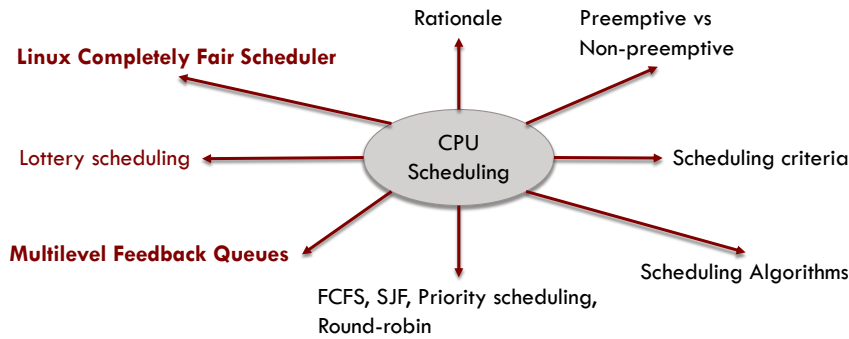 Rationale
Preemptive vs
Non-preemptive
Linux Completely Fair Scheduler
CPU
Scheduling
Lottery scheduling
Scheduling criteria
Multilevel Feedback Queues
Scheduling Algorithms
FCFS, SJF, Priority scheduling,
Round-robin